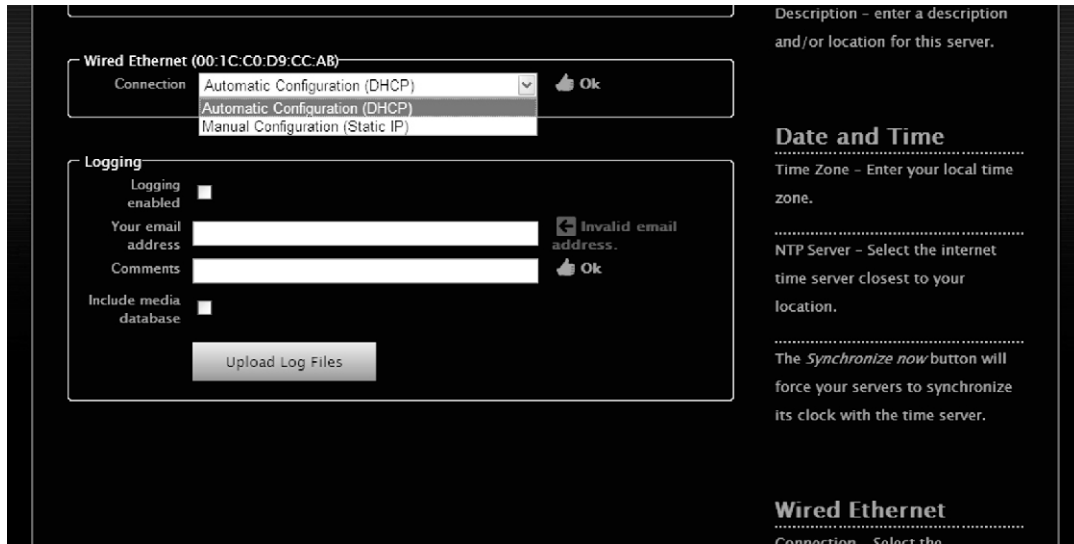 Wired Ethernet (00:1C:C0:D9:CC:AB)
Connection
Automatic Configuration (DHCP)
Ok
Automatic Configuration (DHCP)
Manual Configuration (Static IP)
Logging
Logging
enabled
Your email
address
Invalid email
address.
Comments
Ok
Include media
database
Upload Log Files
Description – enter a description
and/or location for this server.
Date and Time
Time Zone – Enter your local time
zone.
NTP Server – Select the internet
time server closest to your
location.
The Synchronize now button will
force your servers to synchronize
its clock with the time server.
Wired Ethernet
Connection – Select the